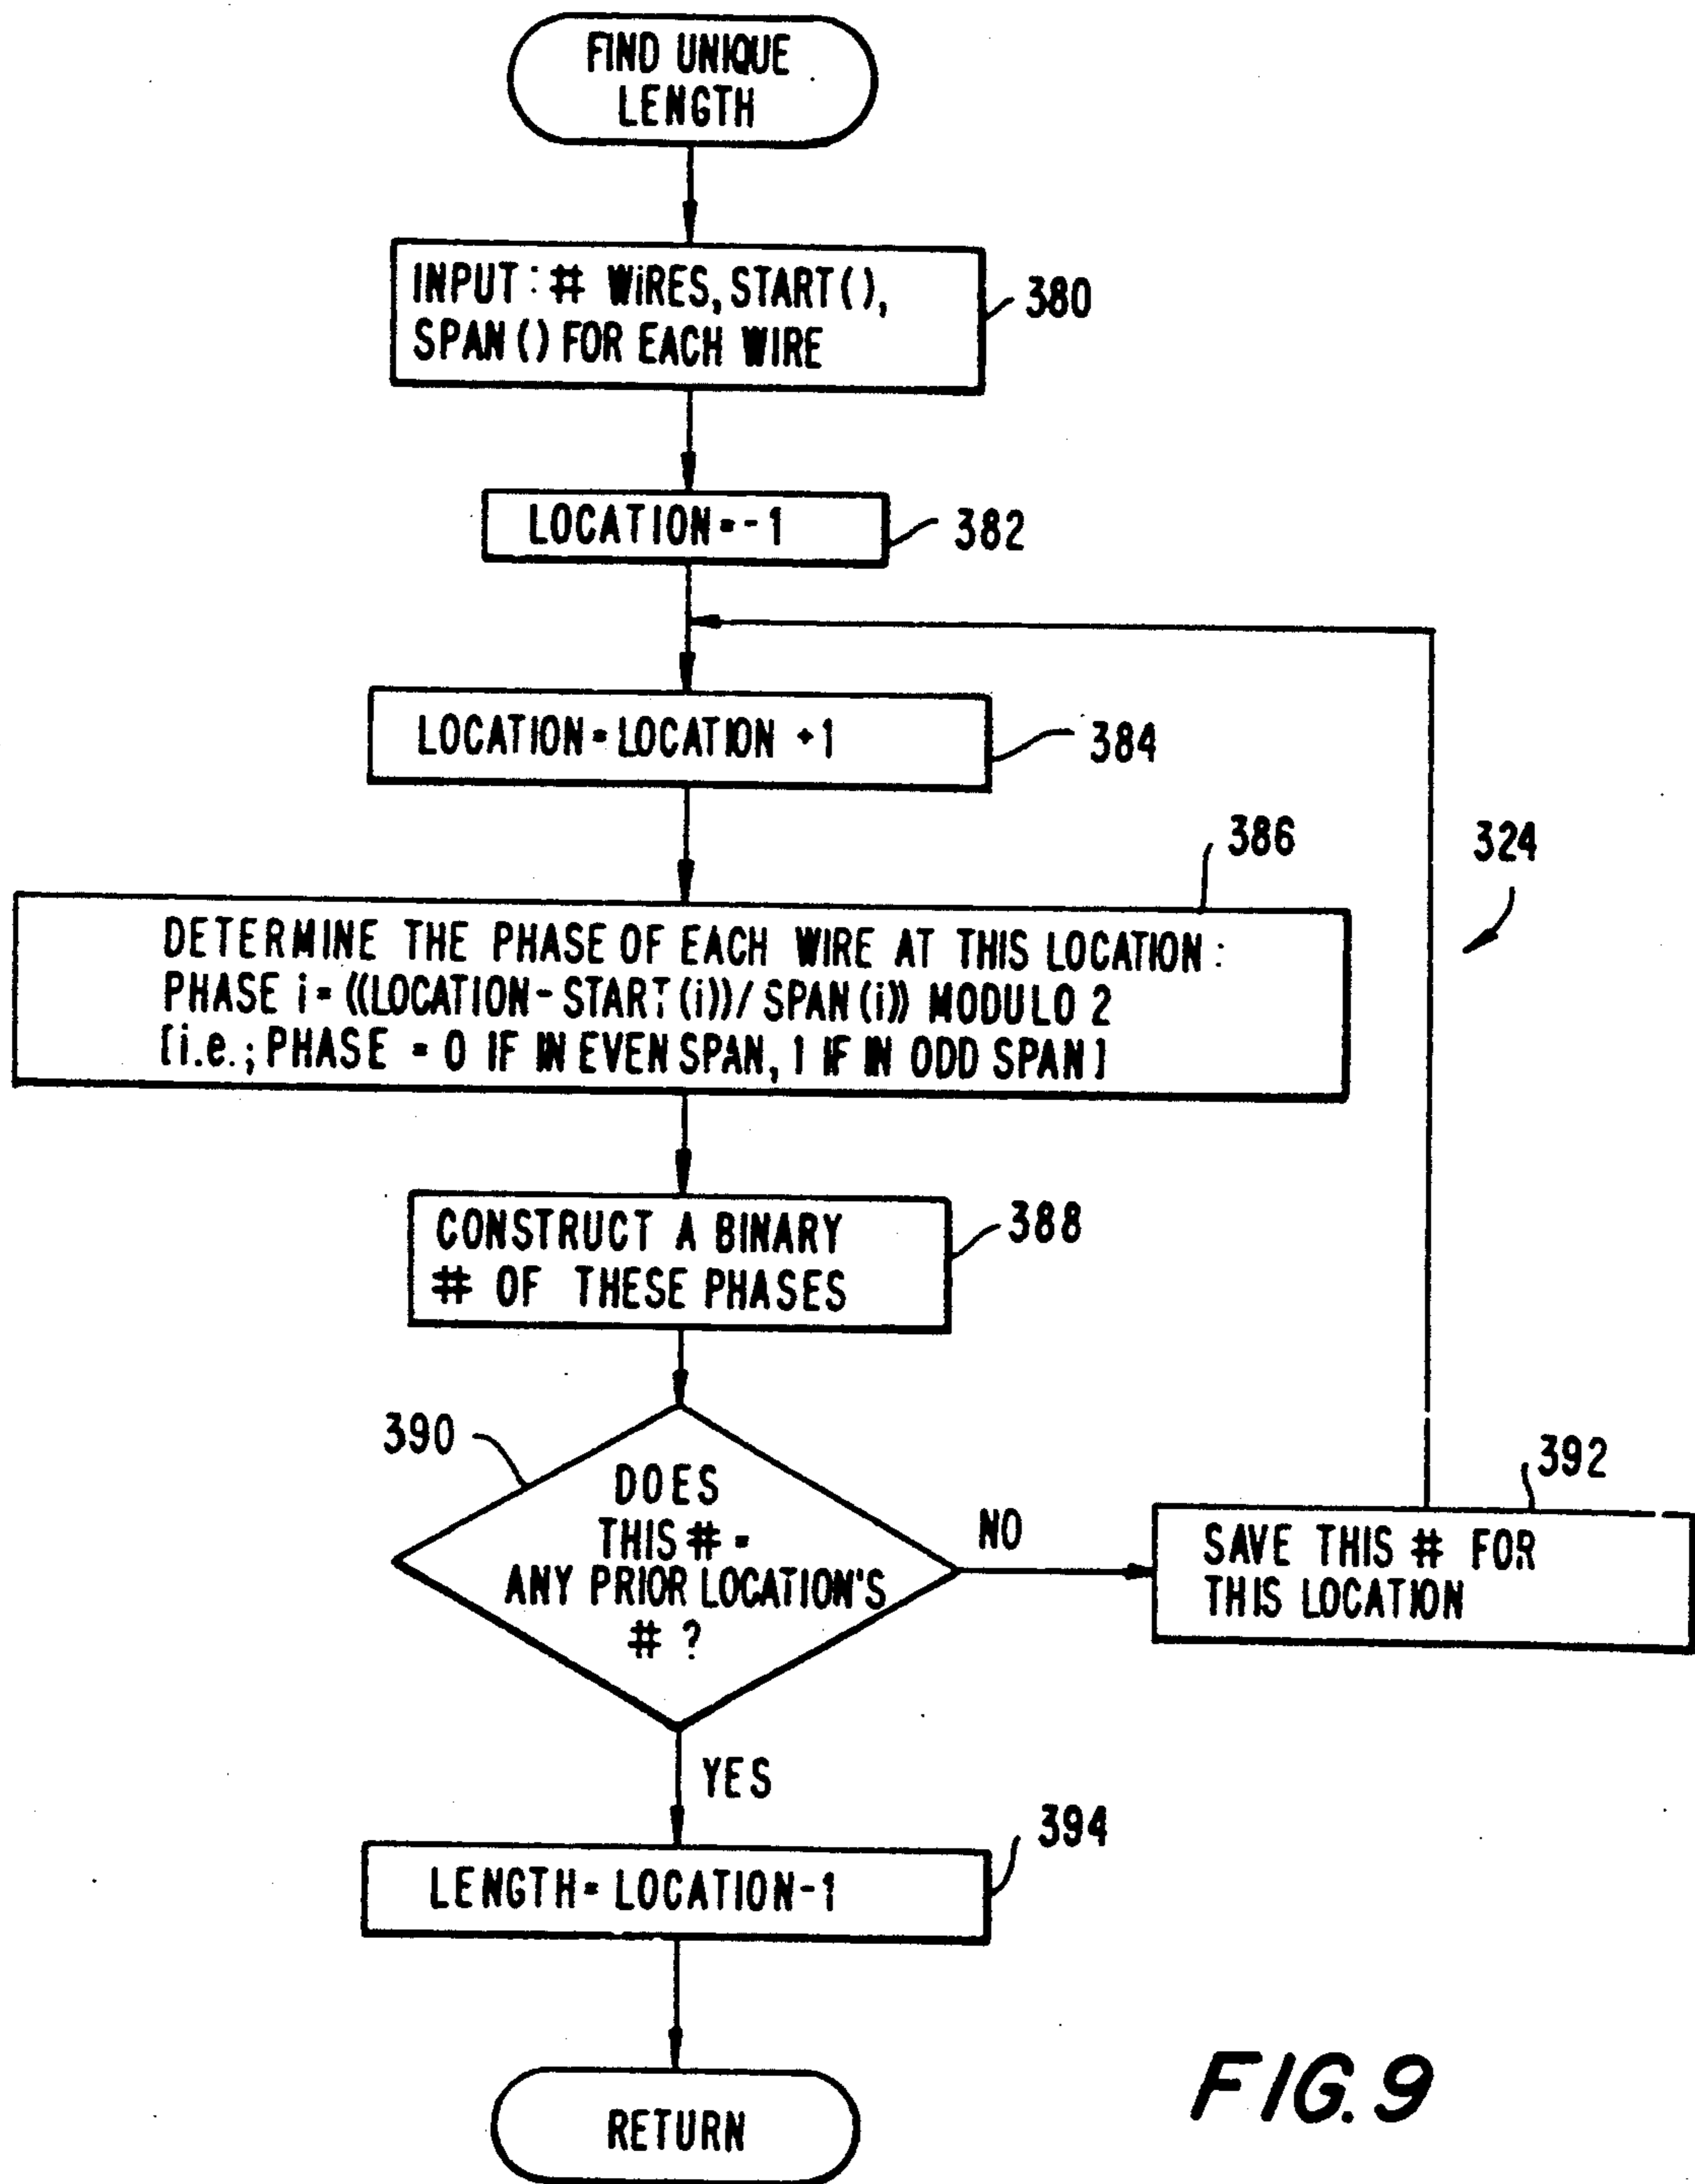 FIND UNIQUE
LENGTH
INPUT: # WIRES, START(),
SPAN() FOR EACH WIRE
380
LOCATION=-1
382
LOCATION=LOCATION +1
384
386
324
DETERMINE THE PHASE OF EACH WIRE AT THIS LOCATION:
PHASE i=((LOCATION-START(i))/SPAN(i)) MODULO 2
[i.e.; PHASE = 0 IF IN EVEN SPAN, 1 IF IN ODD SPAN]
CONSTRUCT A BINARY
# OF THESE PHASES
388
390
DOES
THIS # =
ANY PRIOR LOCATION'S
# ?
NO
392
SAVE THIS # FOR
THIS LOCATION
YES
394
LENGTH=LOCATION-1
RETURN
FIG. 9